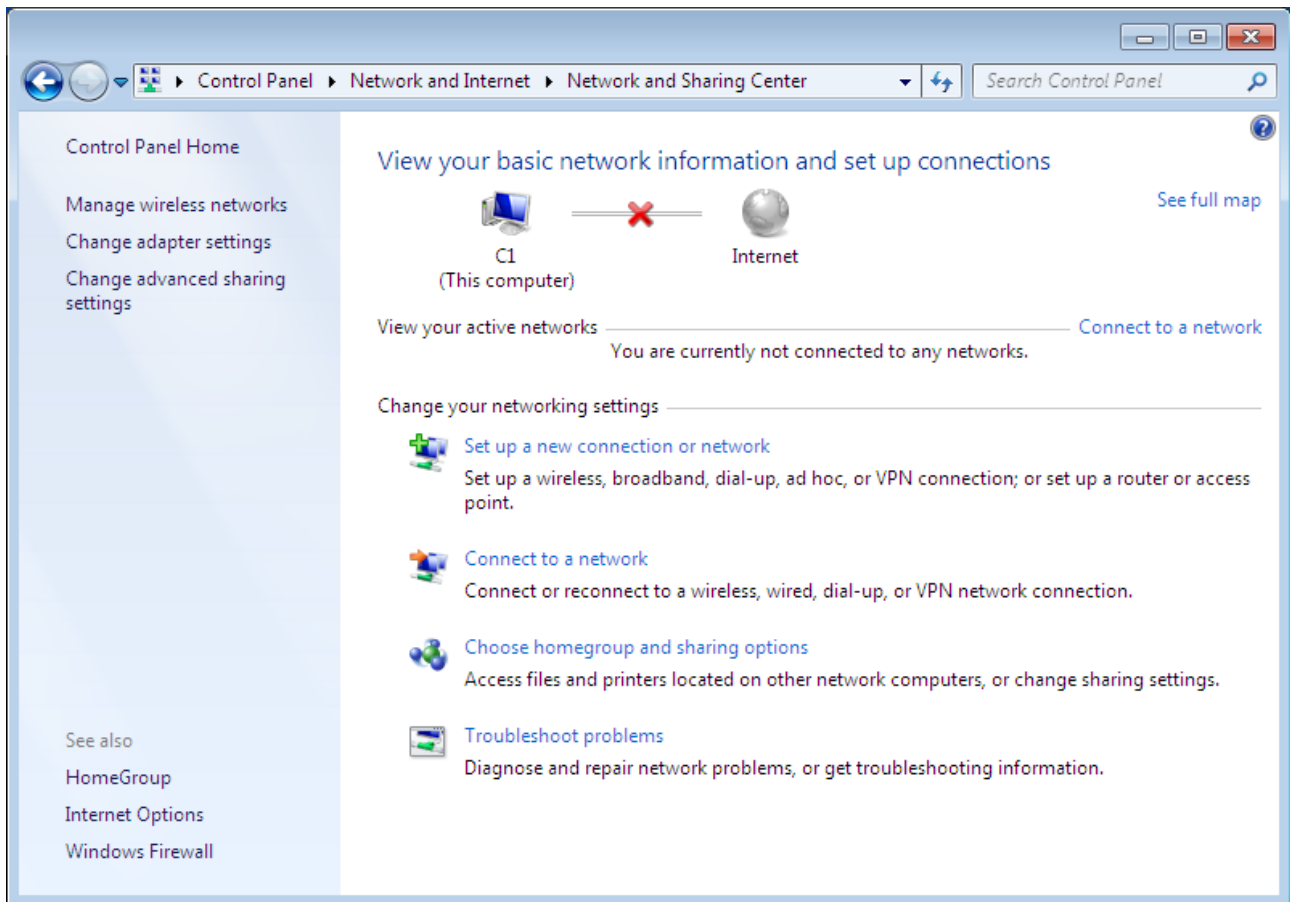 Control Panel Network and Internet Network and Sharing Center Search Control Panel
Control Panel Home
Manage wireless networks
Change adapter settings
Change advanced sharing
settings
See also
HomeGroup
Internet Options
Windows Firewall
View your basic network information and set up connections
See full map
C1
(This computer)
Internet
View your active networks Connect to a network
You are currently not connected to any networks.
Change your networking settings
Set up a new connection or network
Set up a wireless, broadband, dial-up, ad hoc, or VPN connection; or set up a router or access
point.
Connect to a network
Connect or reconnect to a wireless, wired, dial-up, or VPN network connection.
Choose homegroup and sharing options
Access files and printers located on other network computers, or change sharing settings.
Troubleshoot problems
Diagnose and repair network problems, or get troubleshooting information.